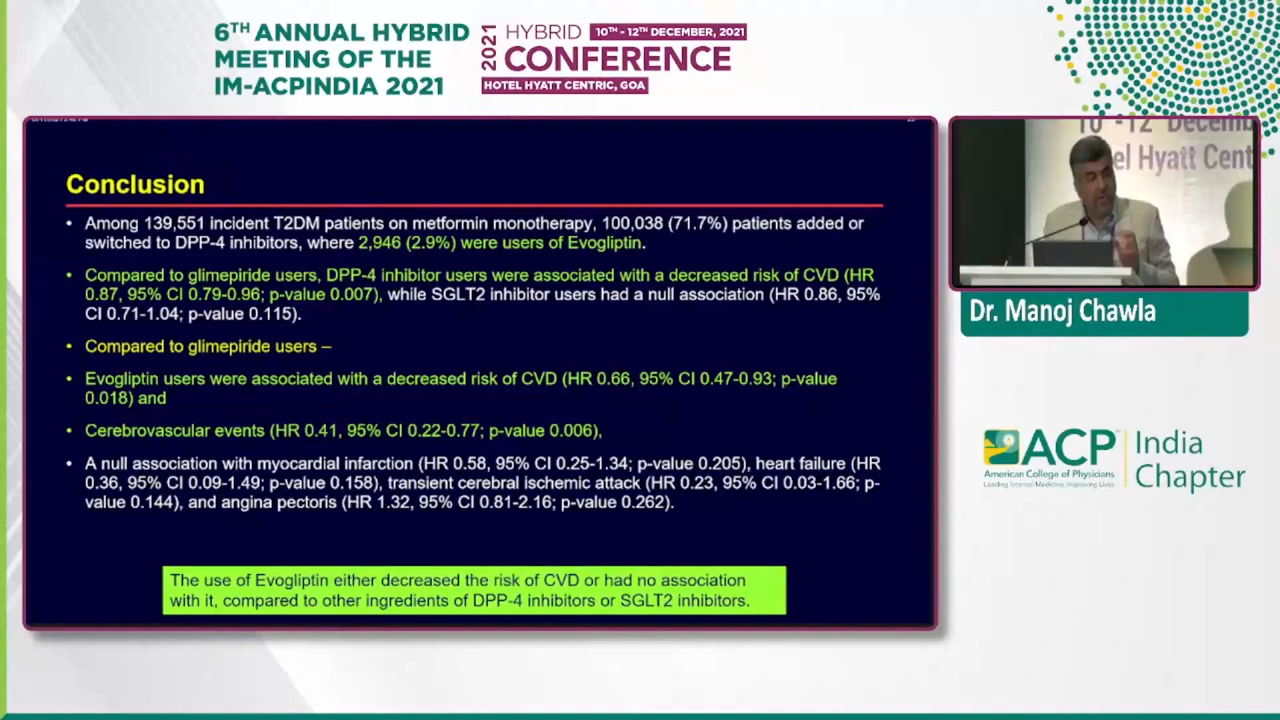 6TH ANNUAL HYBRID
MEETING OF THE
IM-ACPINDIA 2021
2021
HYBRID
10TH - 12TH DECEMBER, 2021
CONFERENCE
HOTEL HYATT CENTRIC, GOA
Conclusion
• Among 139,551 incident T2DM patients on metformin monotherapy, 100,038 (71.7%) patients added or
switched to DPP-4 inhibitors, where 2,946 (2.9%) were users of Evogliptin.
• Compared to glimepiride users, DPP-4 inhibitor users were associated with a decreased risk of CVD (HR
0.87, 95% CI 0.79-0.96; p-value 0.007), while SGLT2 inhibitor users had a null association (HR 0.86, 95%
CI 0.71-1.04; p-value 0.115).
• Compared to glimepiride users –
• Evogliptin users were associated with a decreased risk of CVD (HR 0.66, 95% CI 0.47-0.93; p-value
0.018) and
• Cerebrovascular events (HR 0.41, 95% CI 0.22-0.77; p-value 0.006),
• A null association with myocardial infarction (HR 0.58, 95% CI 0.25-1.34; p-value 0.205), heart failure (HR
0.36, 95% CI 0.09-1.49; p-value 0.159), transient cerebral ischemic attack (HR 0.23, 95% CI 0.03-1.66; p-
value 0.144), and angina pectoris (HR 1.32, 95% CI 0.81-2.16; p-value 0.262).
The use of Evogliptin either decreased the risk of CVD or had no association
with it, compared to other ingredients of DPP-4 inhibitors or SGLT2 inhibitors.
10 -12 Decemb
el Hyatt Cent
Dr. Manoj Chawla
ACP
American College of Physicians
Leading Internal Medicine, Improving Lives
India
Chapter